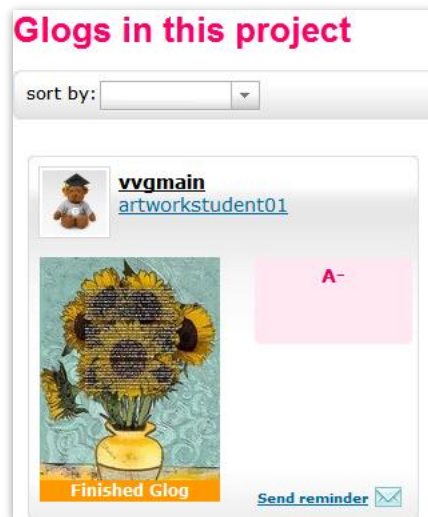 Glogs in this project
sort by:
vvgmain
artworkstudent01
A-
Finished Glog
Send reminder